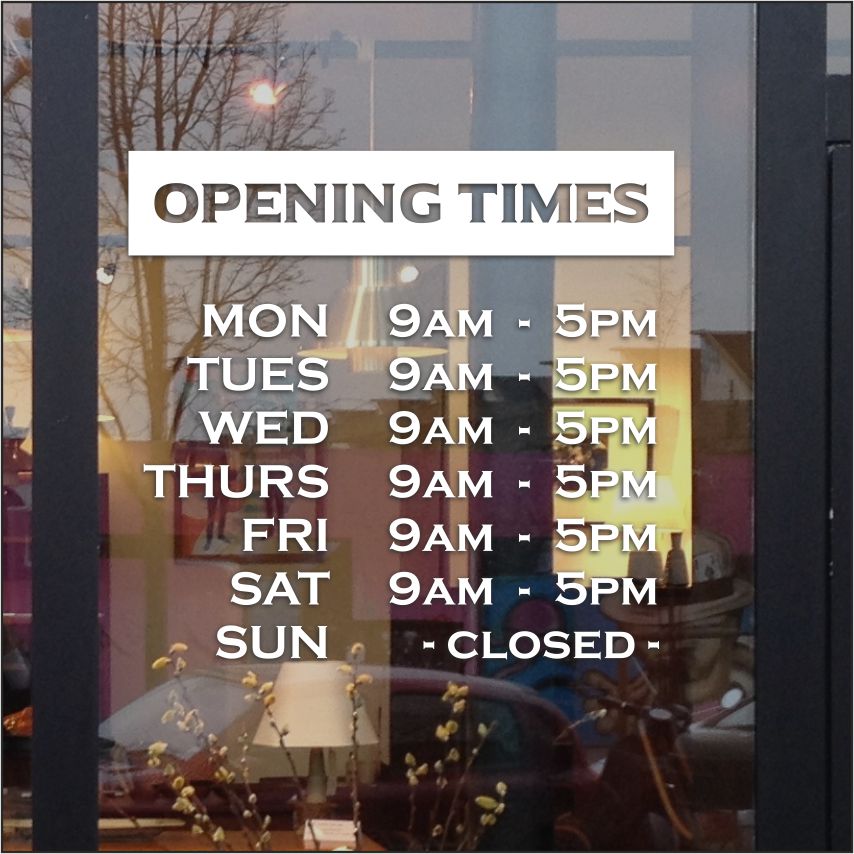 OPENING TIMES
MON 9AM - 5PM
TUES 9AM - 5PM
WED 9AM - 5PM
THURS 9AM - 5PM
FRI 9AM - 5PM
SAT 9AM - 5PM
SUN - CLOSED -